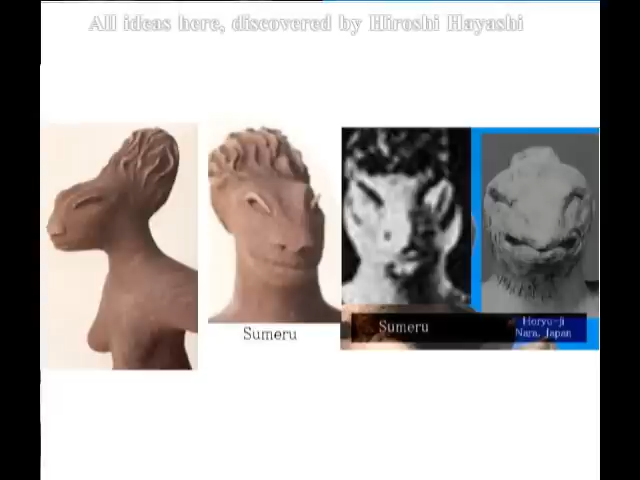 All ideas here, discovered by Hiroshi Hayashi
Sumeru
Sumeru
Horyu-Ji
Nara, Japan